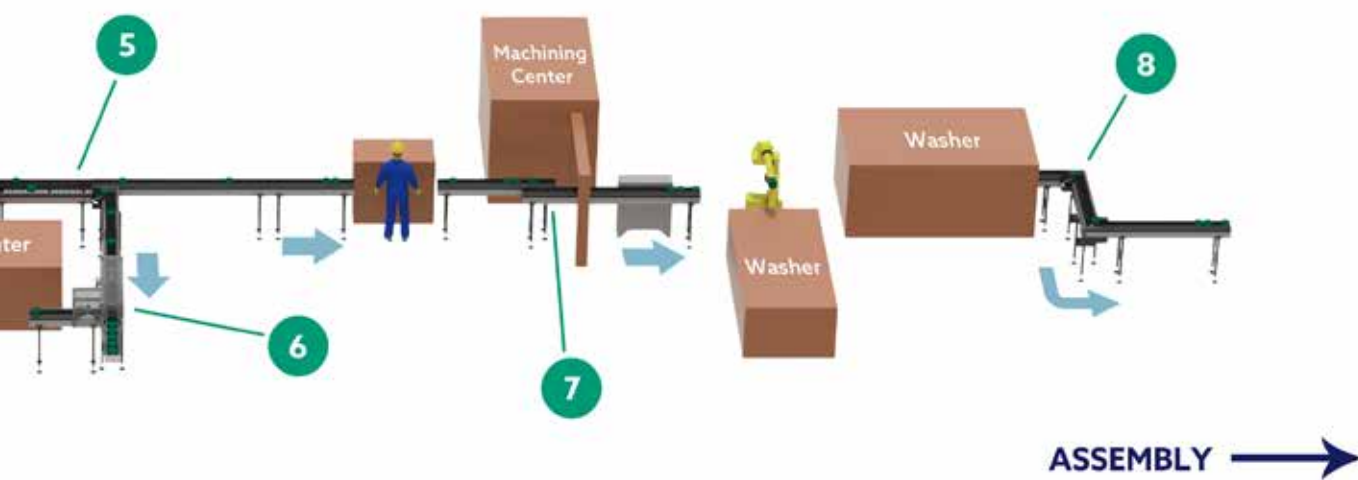 5
Machining
Center
8
Washer
ter
Washer
6
7
ASSEMBLY